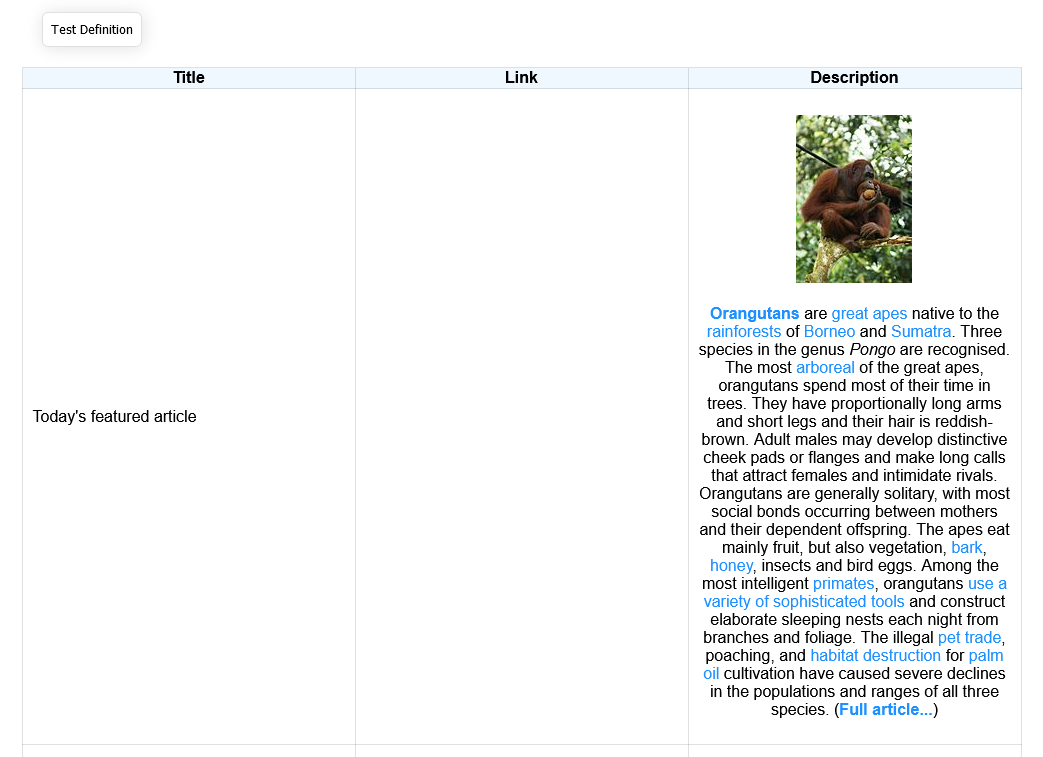 Test Definition
Title Link Description
Today's featured article
Orangutans are great apes native to the
rainforests of Borneo and Sumatra. Three
species in the genus Pongo are recognised.
The most arboreal of the great apes,
orangutans spend most of their time in
trees. They have proportionally long arms
and short legs and their hair is reddish-
brown. Adult males may develop distinctive
cheek pads or flanges and make long calls
that attract females and intimidate rivals.
Orangutans are generally solitary, with most
social bonds occurring between mothers
and their dependent offspring. The apes eat
mainly fruit, but also vegetation, bark,
honey, insects and bird eggs. Among the
most intelligent primates, orangutans use a
variety of sophisticated tools and construct
elaborate sleeping nests each night from
branches and foliage. The illegal pet trade,
poaching, and habitat destruction for palm
oil cultivation have caused severe declines
in the populations and ranges of all three
species. (Full article...)